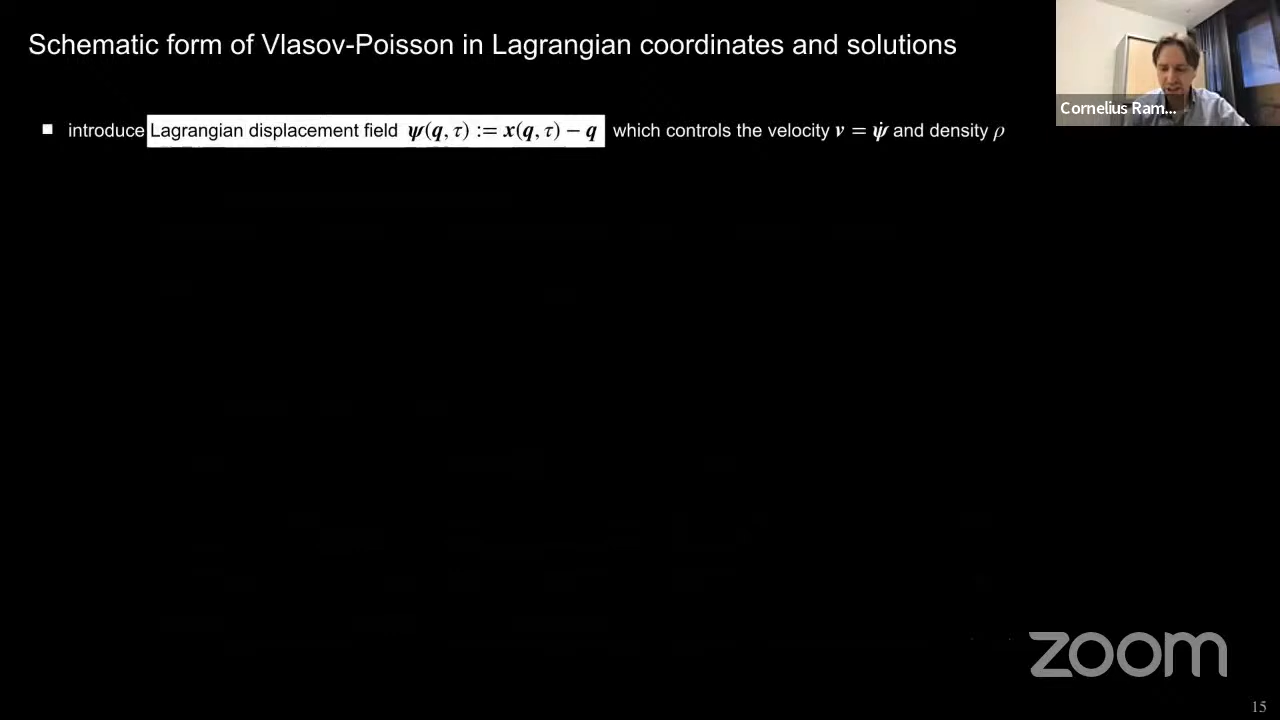 Schematic form of Vlasov-Poisson in Lagrangian coordinates and solutions
Cornelius Ram...
▪ introduce Lagrangian displacement field ψ(q, τ) := x(q, τ) − q which controls the velocity v = ψ̇ and density ρ
zoom
15